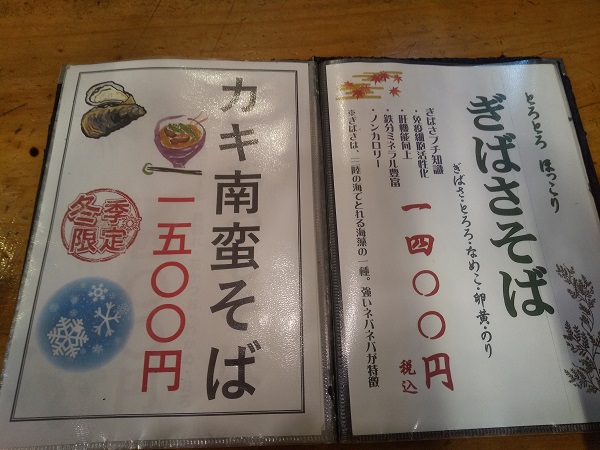 とろとろ ほっこり
ぎばさそば
ぎばさ・とろろ・なめこ・卵黄・のり
一四〇〇円
税込
ぎばさプチ知識
・免疫細胞活性化
・肝機能向上
・鉄分ミネラル豊富
・ノンカロリー
※ぎばさは、三陸の海でとれる海藻の一種。強いネバネバが特徴
カキ南蛮そば
一五〇〇円
冬季限定